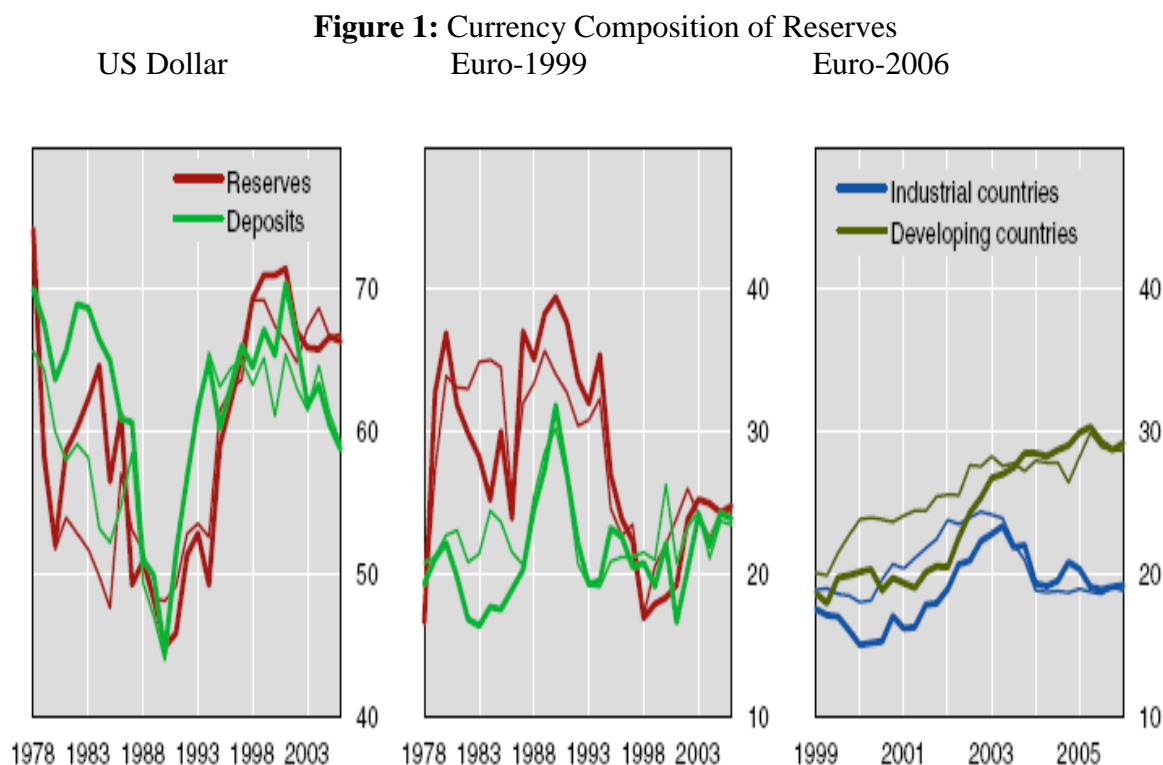 Figure 1: Currency Composition of Reserves
US Dollar Euro-1999 Euro-2006
Reserves
Deposits
70
60
50
40
1978 1983 1988 1993 1998 2003
40
30
20
10
1978 1983 1988 1993 1998 2003
Industrial countries
Developing countries
40
30
20
10
1999 2001 2003 2005